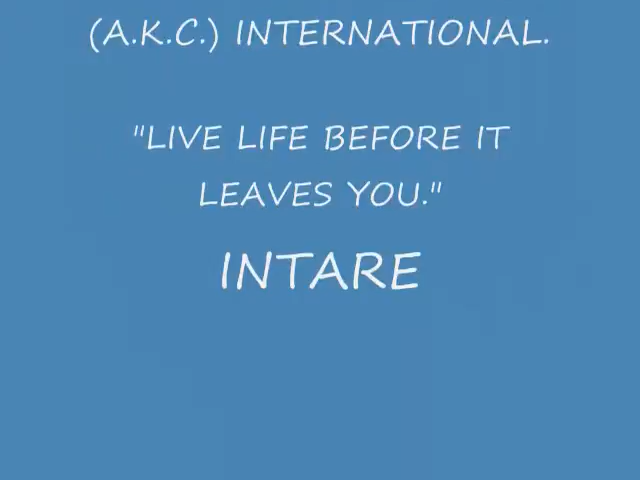 (A.K.C.) INTERNATIONAL.
"LIVE LIFE BEFORE IT
LEAVES YOU."
INTARE